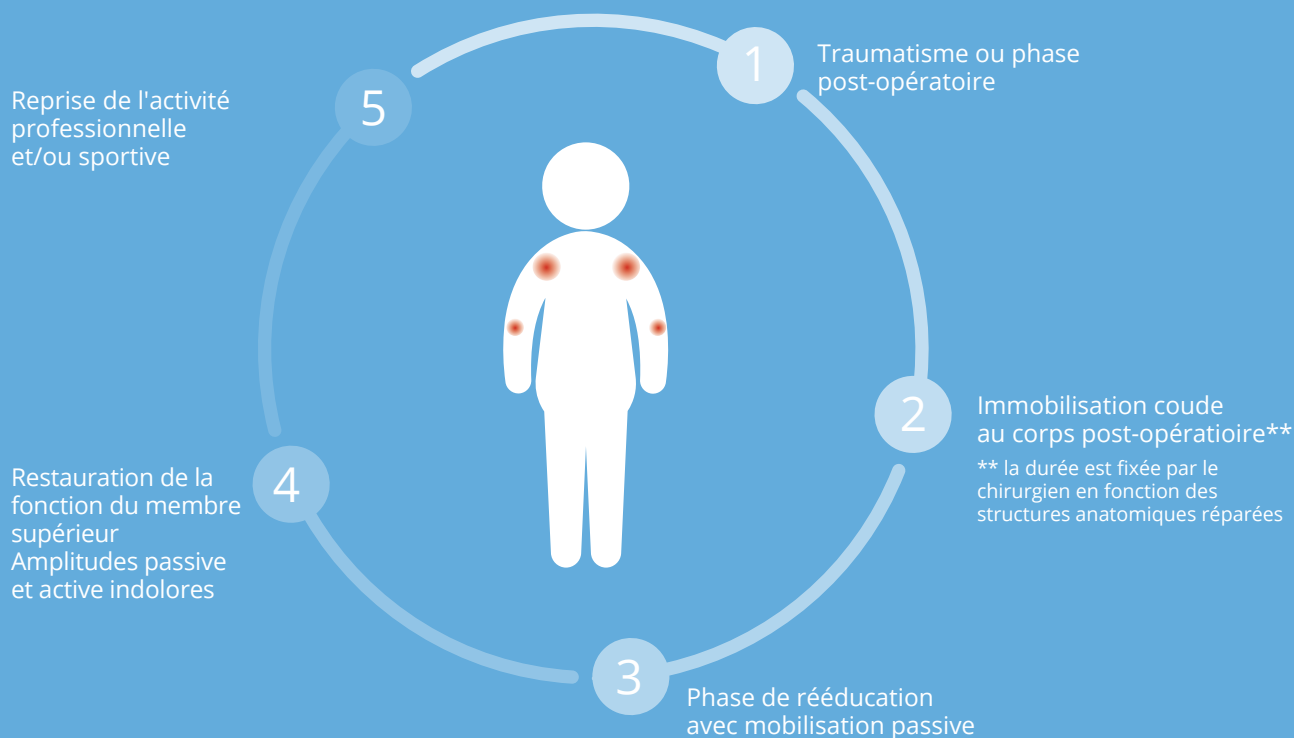 1
Traumatisme ou phase
post-opératoire
2
Immobilisation coude
au corps post-opératioire**
** la durée est fixée par le
chirurgien en fonction des
structures anatomiques réparées
3
Phase de rééducation
avec mobilisation passive
4
Restauration de la
fonction du membre
supérieur
Amplitudes passive
et active indolores
5
Reprise de l'activité
professionnelle
et/ou sportive